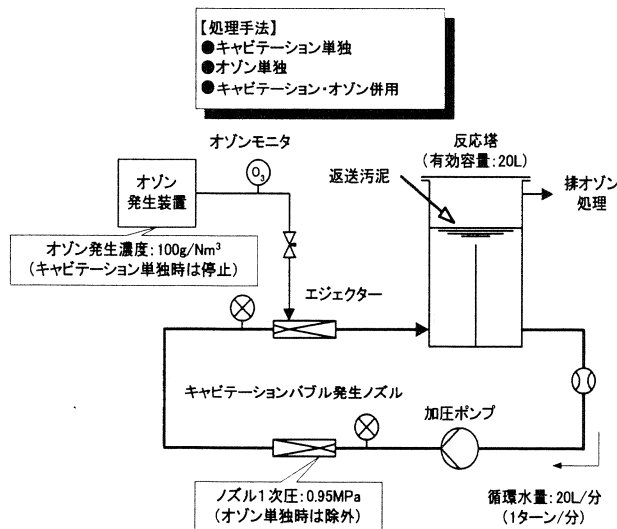 【処理手法】
●キャビテーション単独
●オゾン単独
●キャビテーション・オゾン併用
オゾンモニタ
O3
オゾン
発生装置
オゾン発生濃度:100g/Nm3
(キャビテーション単独時は停止)
反応塔
(有効容量:20L)
返送汚泥
排オゾン
処理
エジェクター
キャビテーションバブル発生ノズル
加圧ポンプ
ノズル1次圧:0.95MPa
(オゾン単独時は除外)
循環水量:20L/分
(1ターン/分)